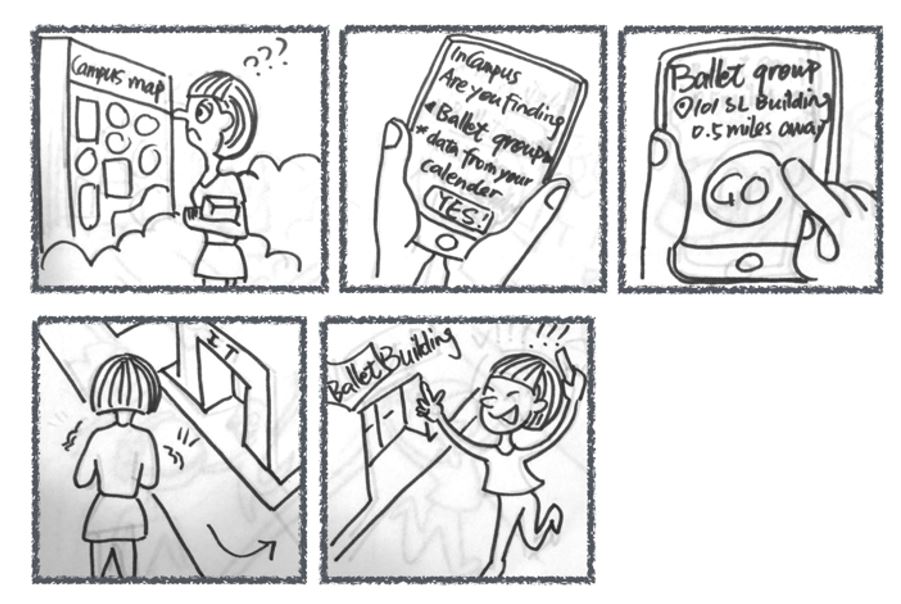 Campus map
???
InCampus
Are you finding
Ballet group
* data from your
calender
YES!
Ballet group
101 SL Building
0.5 miles away
GO
IT
Ballet Building
!!!